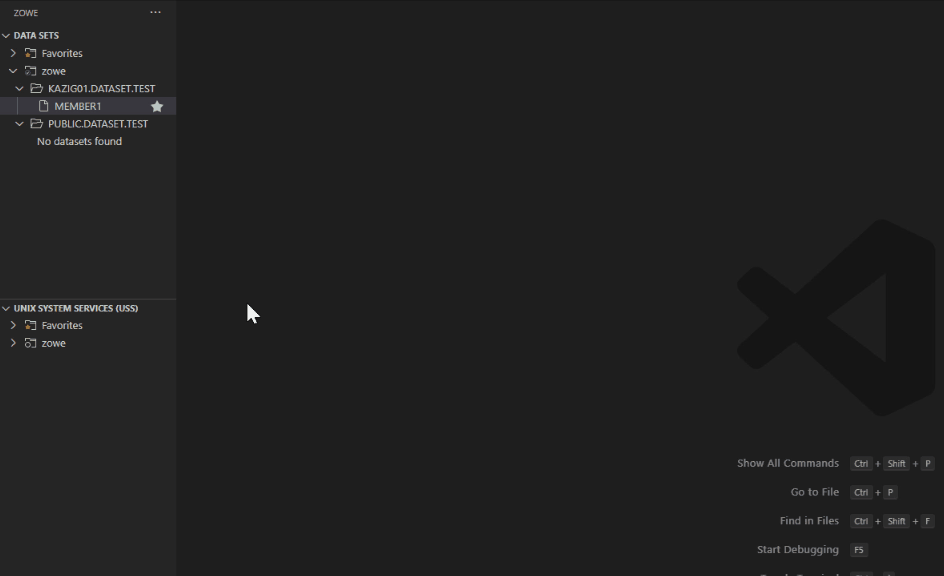 ZOWE ···
DATA SETS
Favorites
zowe
KAZIG01.DATASET.TEST
MEMBER1
PUBLIC.DATASET.TEST
No datasets found
UNIX SYSTEM SERVICES (USS)
Favorites
zowe
Show All Commands Ctrl + Shift + P
Go to File Ctrl + P
Find in Files Ctrl + Shift + F
Start Debugging F5